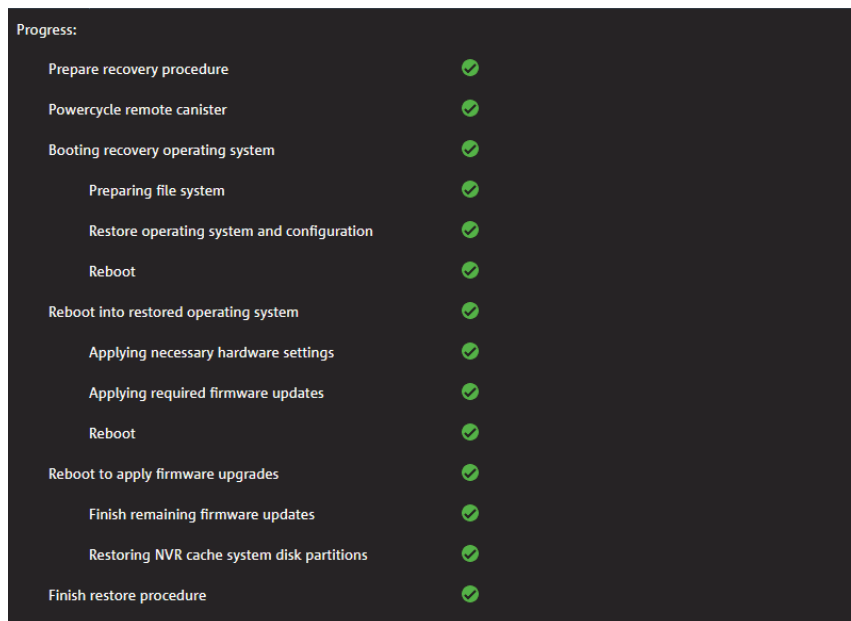 Progress:
Prepare recovery procedure
Powercycle remote canister
Booting recovery operating system
Preparing file system
Restore operating system and configuration
Reboot
Reboot into restored operating system
Applying necessary hardware settings
Applying required firmware updates
Reboot
Reboot to apply firmware upgrades
Finish remaining firmware updates
Restoring NVR cache system disk partitions
Finish restore procedure